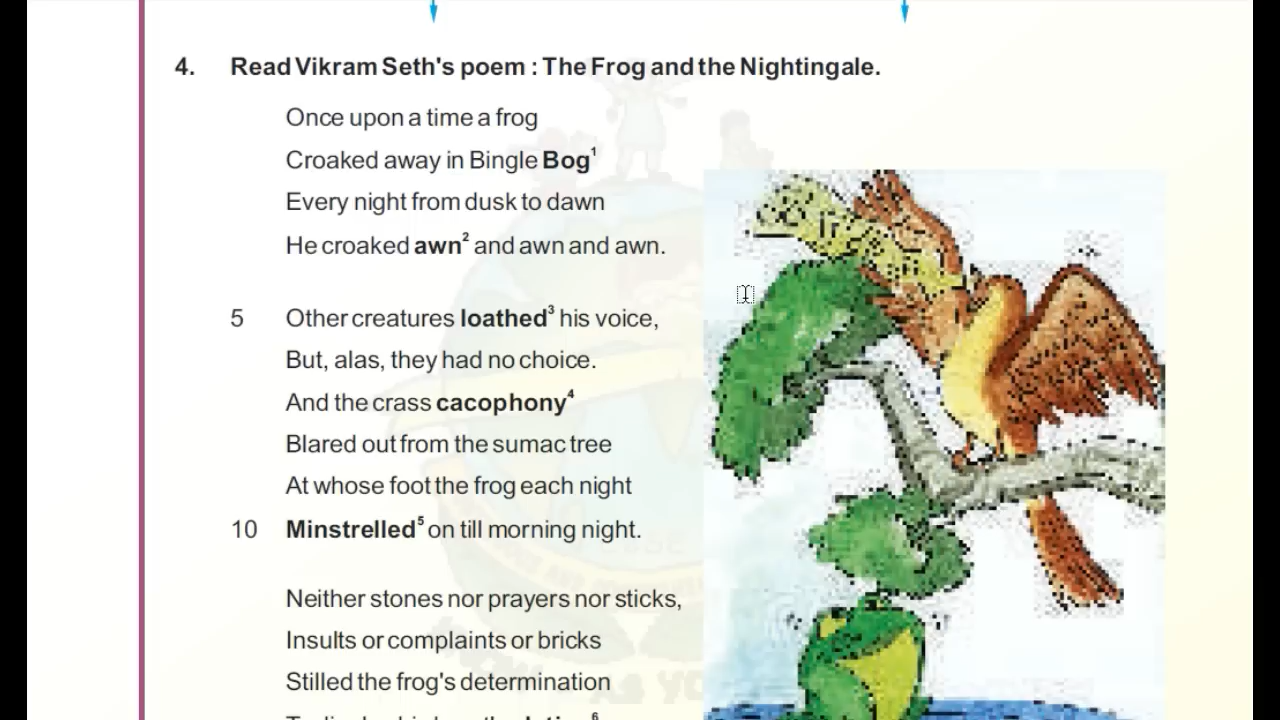 4. Read Vikram Seth's poem : The Frog and the Nightingale.
Once upon a time a frog
Croaked away in Bingle Bog1
Every night from dusk to dawn
He croaked awn2 and awn and awn.
5 Other creatures loathed3 his voice,
But, alas, they had no choice.
And the crass cacophony4
Blared out from the sumac tree
At whose foot the frog each night
10 Minstrelled5 on till morning night.
Neither stones nor prayers nor sticks,
Insults or complaints or bricks
Stilled the frog's determination